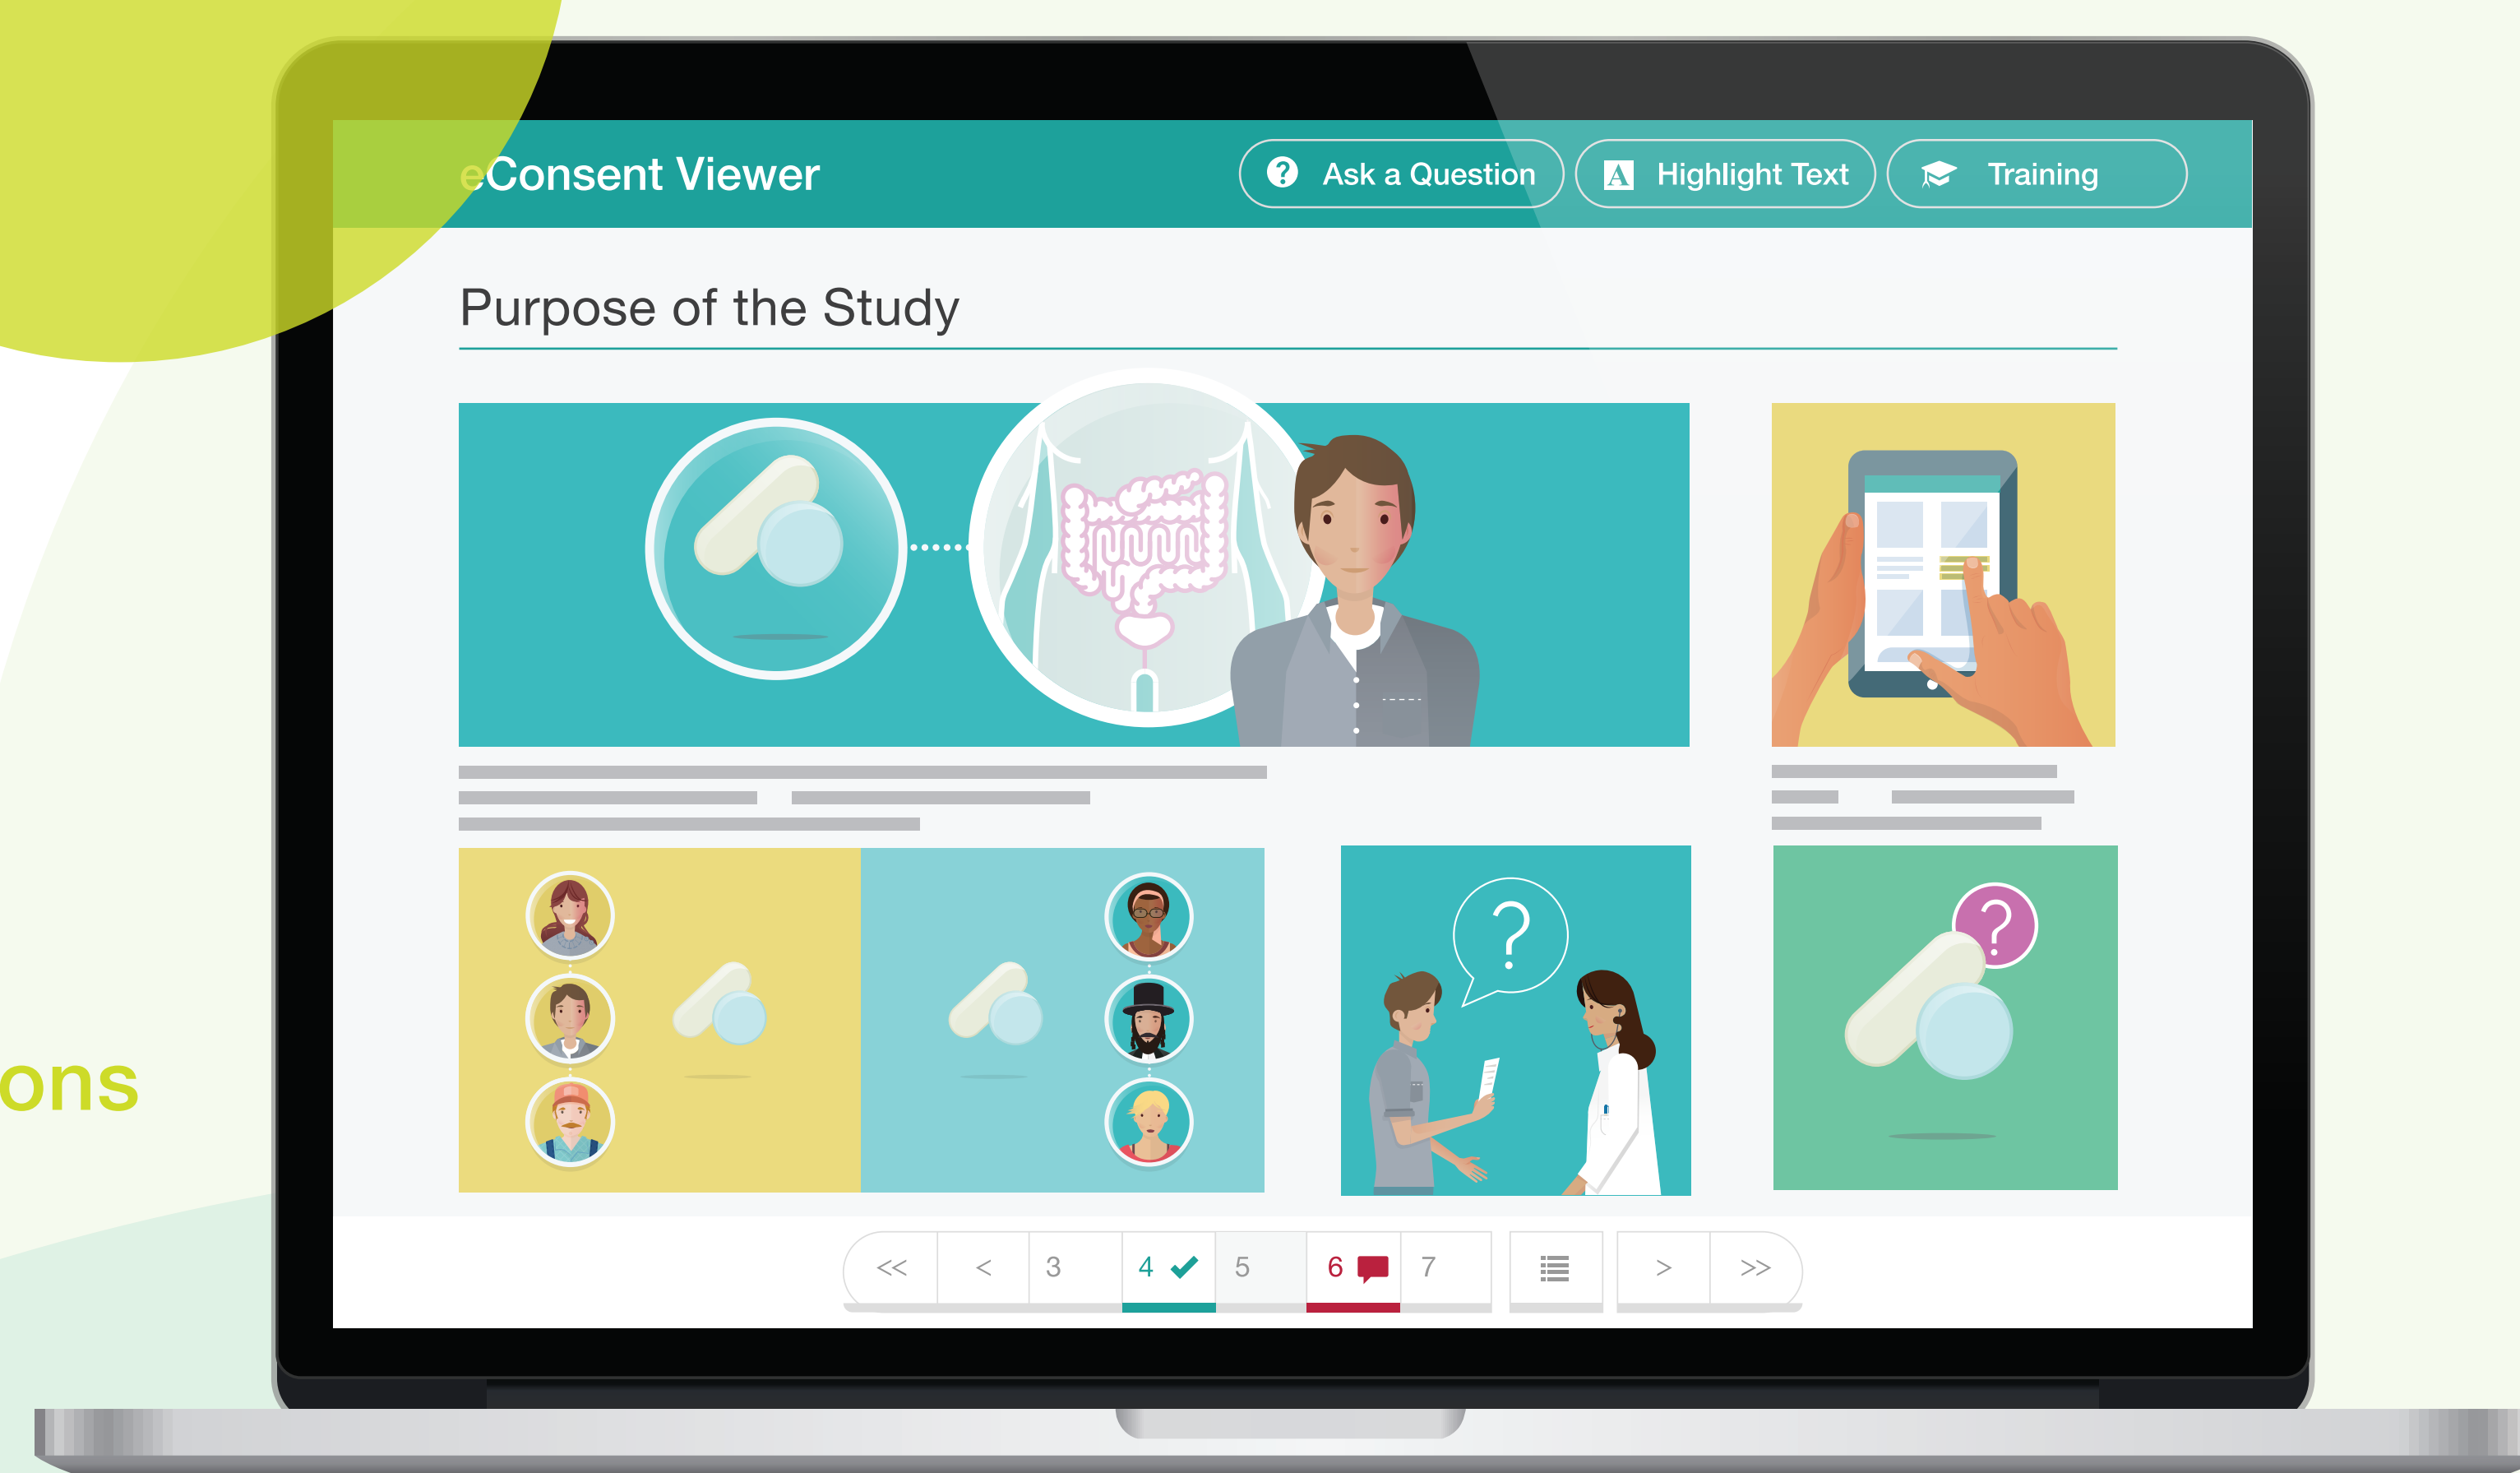 eConsent Viewer
Ask a Question
A Highlight Text
Training
Purpose of the Study
?
?
ons
<< < 3 4 5 6 7 > >>